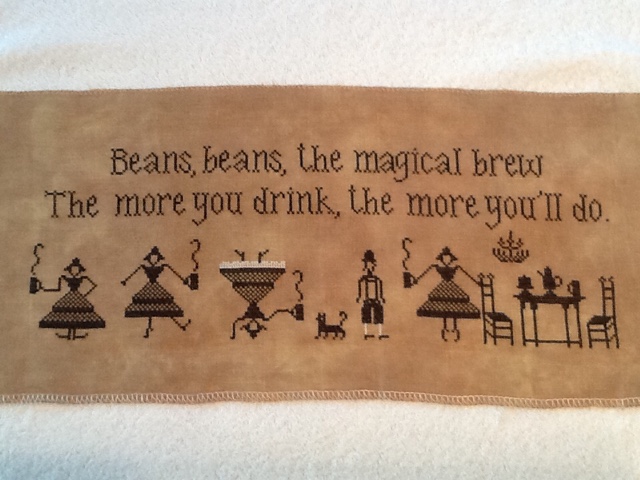 Beans, beans, the magical brew
The more you drink, the more you'll do.